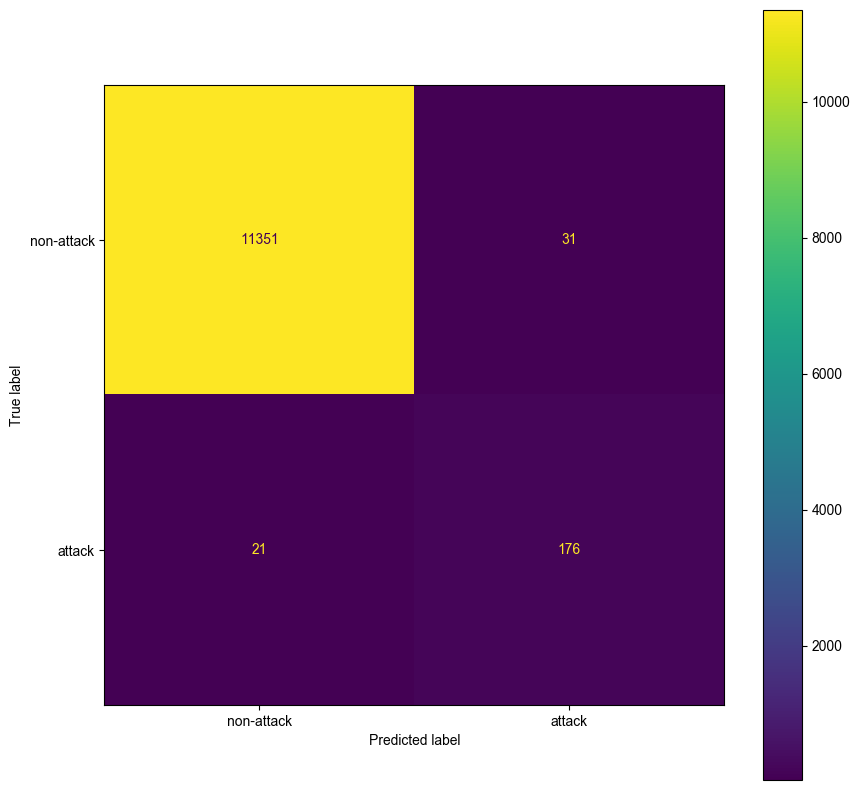 10000
8000
6000
4000
2000
True label
non-attack
11351
31
attack
21
176
non-attack
attack
Predicted label